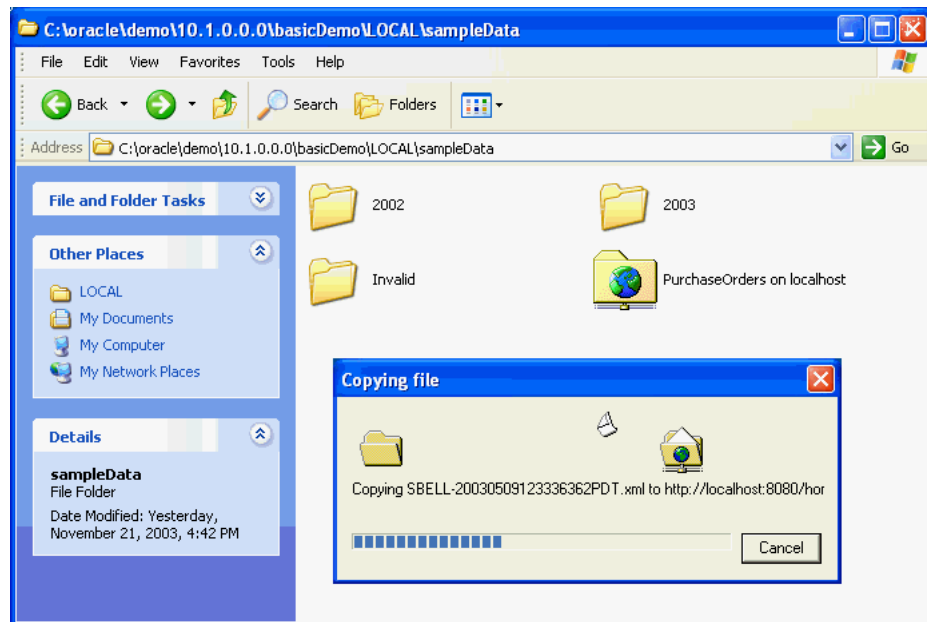 C:\oracle\demo\10.1.0.0.0\basicDemo\LOCAL\sampleData
File Edit View Favorites Tools Help
Back Search Folders
Address C:\oracle\demo\10.1.0.0.0\basicDemo\LOCAL\sampleData Go
File and Folder Tasks
Other Places
LOCAL
My Documents
My Computer
My Network Places
Details
sampleData
File Folder
Date Modified: Yesterday,
November 21, 2003, 4:42 PM
2002 2003
Invalid PurchaseOrders on localhost
Copying file
Copying SBELL-20030509123336362PDT.xml to http://localhost:8080/hor
Cancel